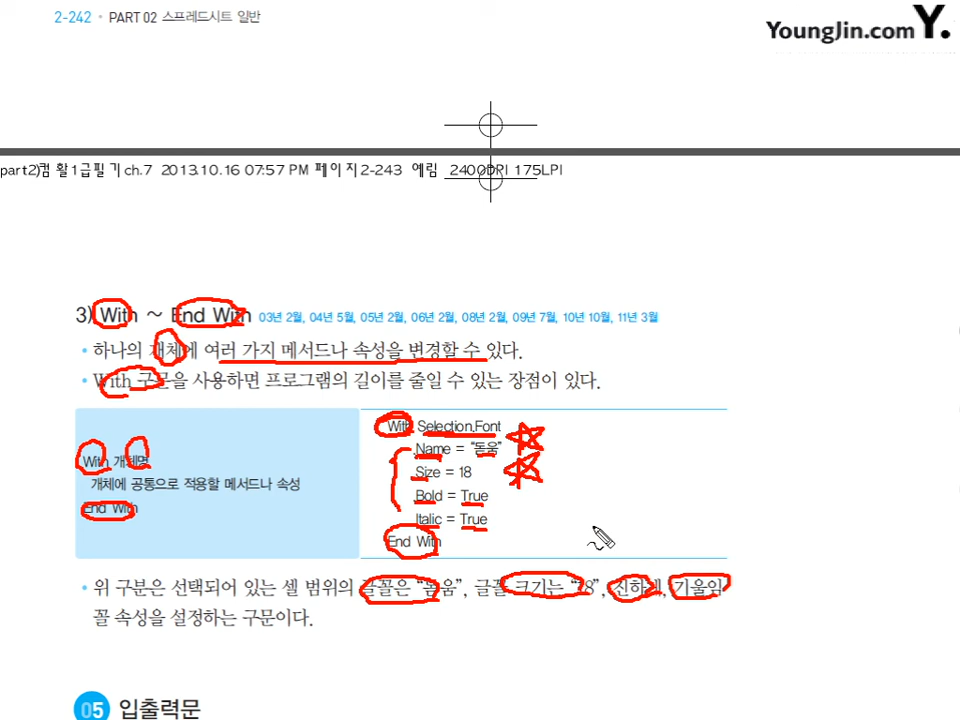 2-242 • PART 02 스프레드시트 일반
YoungJin.com Y.
part2)컴 활1급필 기 ch.7 2013.10.16 07:57 PM 페 이 지 2-243 예림 2400DPI 175LPI
3) With ~ End With 03년 2월, 04년 5월, 05년 2월, 06년 2월, 08년 2월, 09년 7월, 10년 10월, 11년 3월
• 하나의 개체에 여러 가지 메서드나 속성을 변경할 수 있다.
• With 구문을 사용하면 프로그램의 길이를 줄일 수 있는 장점이 있다.
With 개체명
개체에 공통으로 적용할 메서드나 속성
End With
With Selection.Font
.Name = "돋움"
.Size = 18
.Bold = True
.Italic = True
End With
• 위 구분은 선택되어 있는 셀 범위의 글꼴은 "돋움", 글꼴 크기는 "18", 진하게, 기울임
꼴 속성을 설정하는 구문이다.
05 입출력문